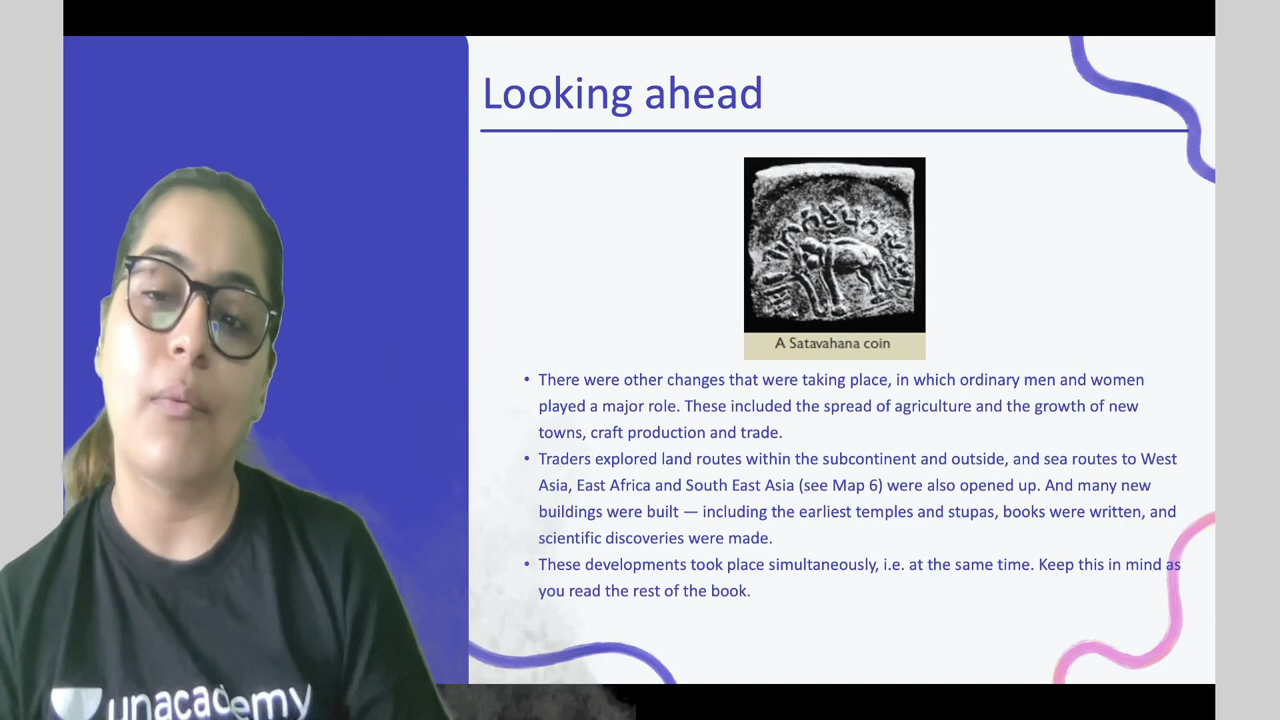 Looking ahead
A Satavahana coin
• There were other changes that were taking place, in which ordinary men and women
played a major role. These included the spread of agriculture and the growth of new
towns, craft production and trade.
• Traders explored land routes within the subcontinent and outside, and sea routes to West
Asia, East Africa and South East Asia (see Map 6) were also opened up. And many new
buildings were built — including the earliest temples and stupas, books were written, and
scientific discoveries were made.
• These developments took place simultaneously, i.e. at the same time. Keep this in mind as
you read the rest of the book.
unacademy